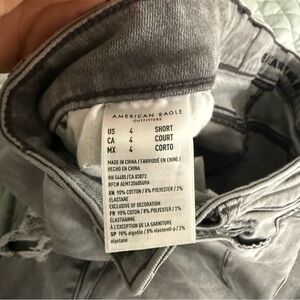 AMERICAN EAGLE
OUTFITTERS
US 4 SHORT
CA 4 COURT
MX 4 CORTO
MADE IN CHINA / FABRIQUÉ EN CHINE /
HECHO EN CHINA
RN 54485/CA 03873
EN 90% COTTON / 8% POLYESTER / 2%
ELASTANE
EXCLUSIVE OF DECORATION
FR 90% COTON / 8% POLYESTER / 2%
ÉLASTHANNE
À L'EXCEPTION DE LA GARNITURE
SP 90% algodón / 8% / 2%
elastano